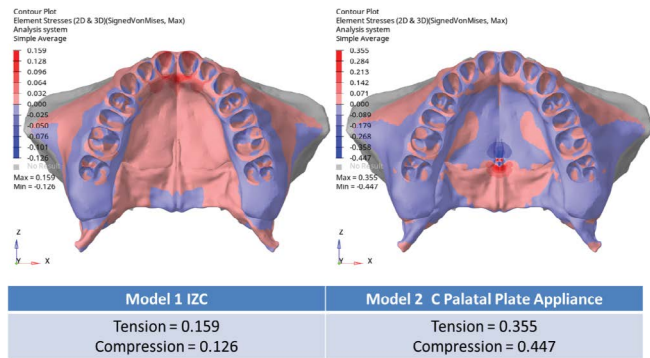 Contour Plot
Element Stresses (2D & 3D)(SignedVonMises, Max)
Analysis system
Simple Average
0.159
0.128
0.096
0.064
0.032
0.000
-0.025
-0.050
-0.076
-0.101
-0.126
No Result
Max = 0.159
Min = -0.126
Z
Y X
Contour Plot
Element Stresses (2D & 3D)(SignedVonMises, Max)
Analysis system
Simple Average
0.355
0.284
0.213
0.142
0.071
0.000
-0.089
-0.179
-0.268
-0.358
-0.447
No Result
Max = 0.355
Min = -0.447
Z
Y X
Model 1 IZC
Model 2 C Palatal Plate Appliance
Tension = 0.159
Compression = 0.126
Tension = 0.355
Compression = 0.447